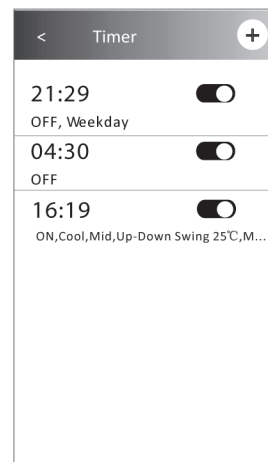 < Timer +
21:29
OFF, Weekday
04:30
OFF
16:19
ON,Cool,Mid,Up-Down Swing 25℃,M...